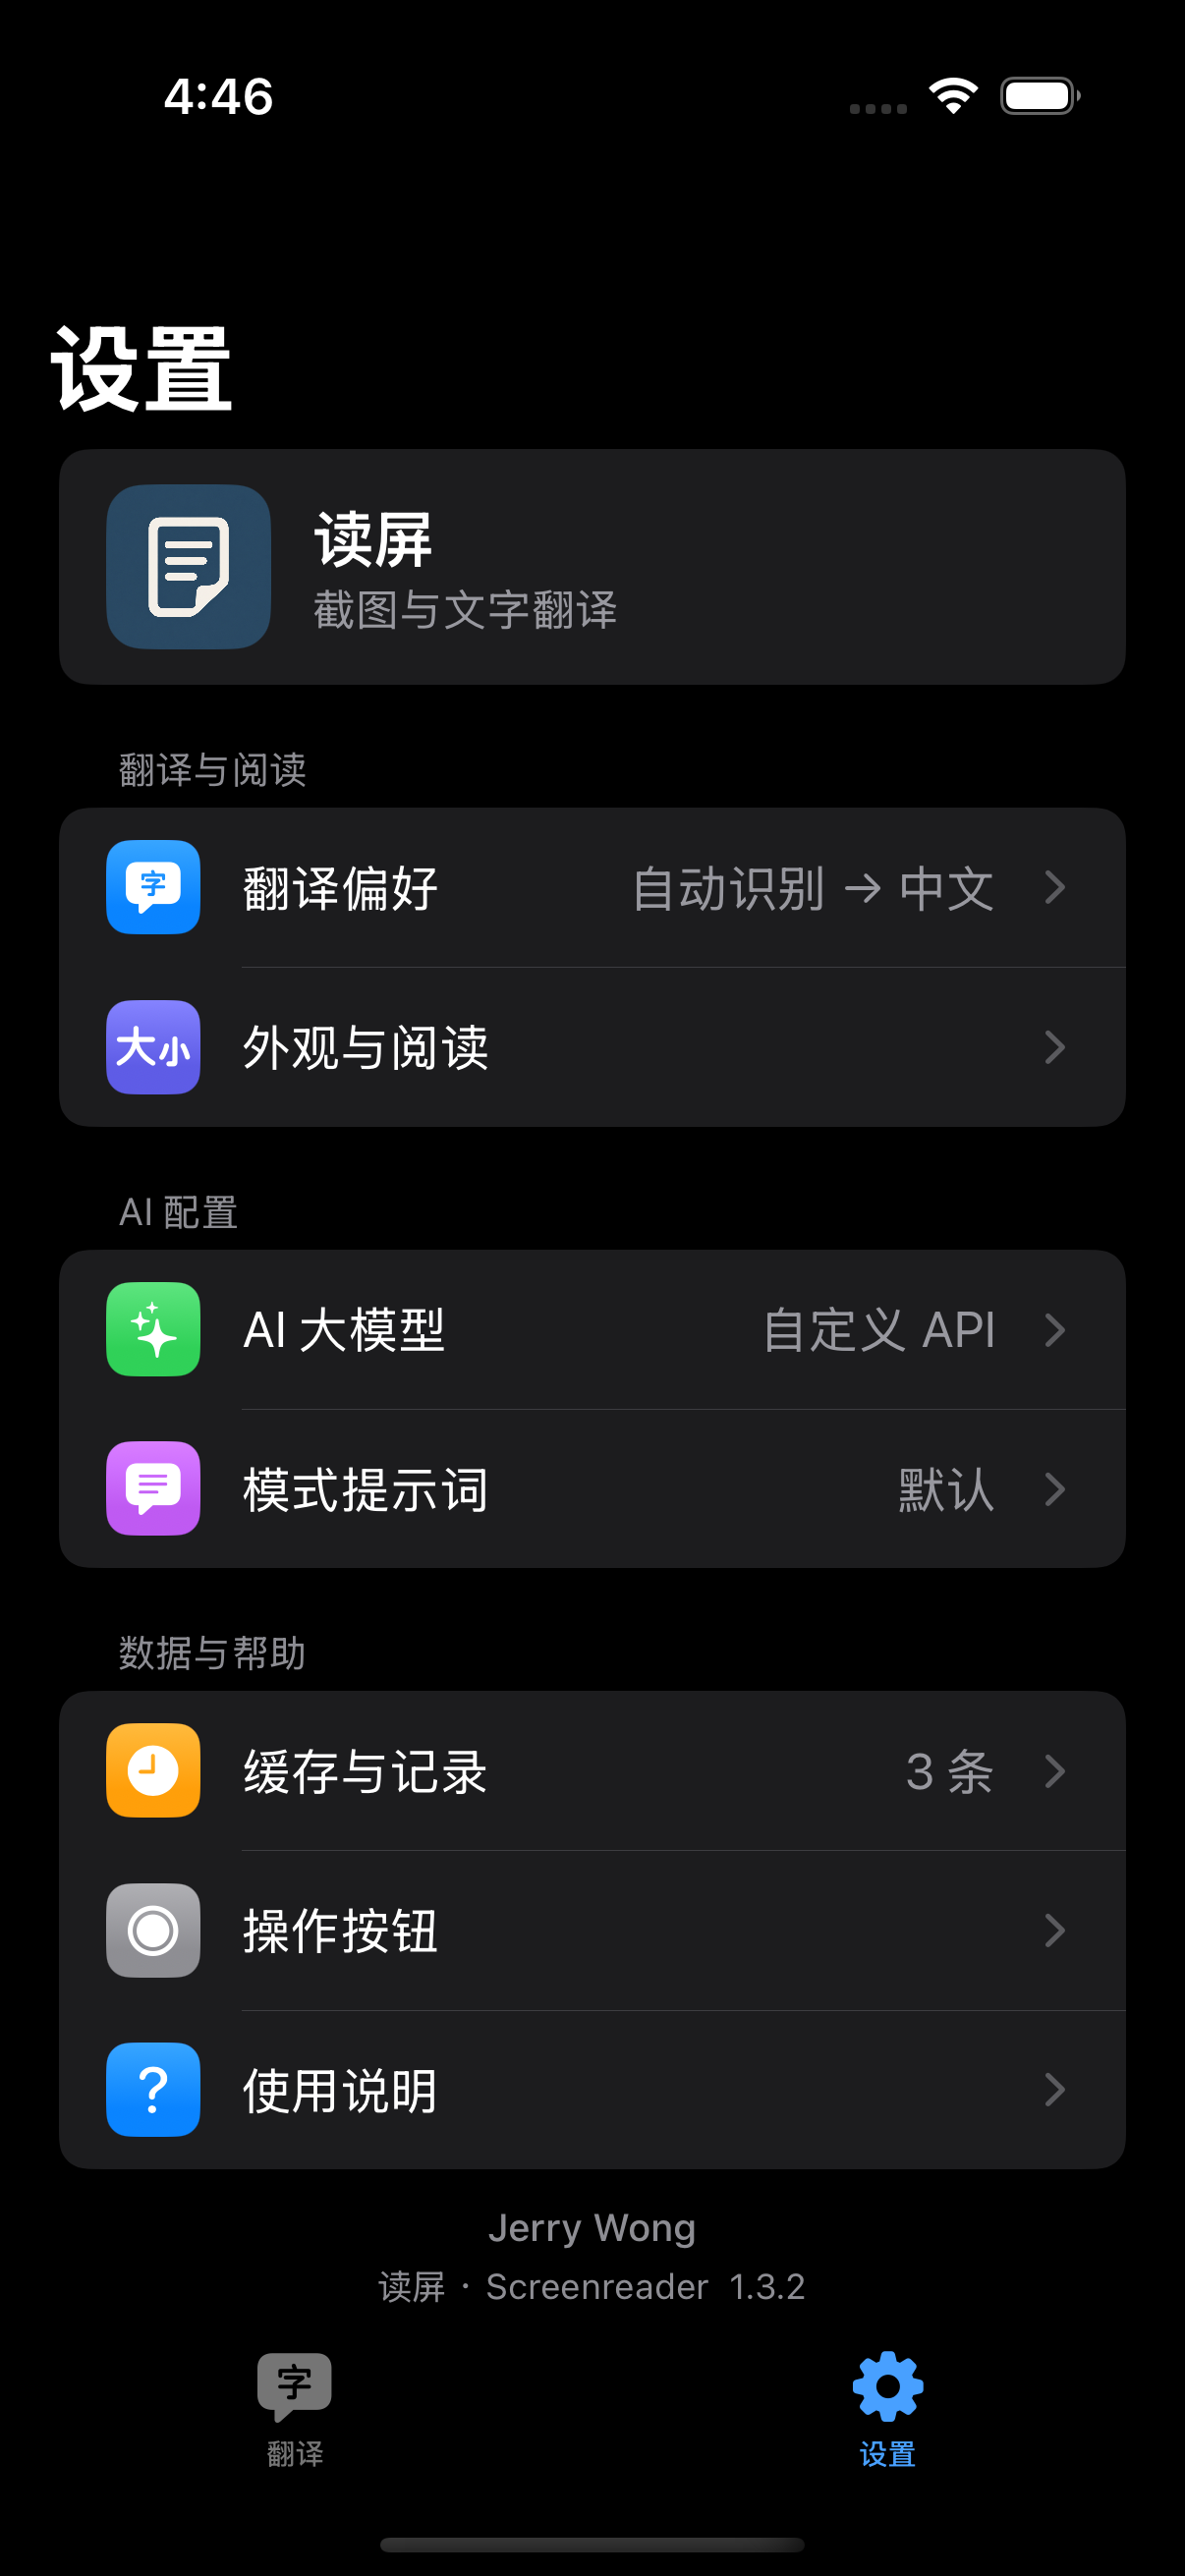 4:46
设置
读屏
截图与文字翻译
翻译与阅读
字 翻译偏好 自动识别 → 中文
大小 外观与阅读
AI 配置
AI 大模型 自定义 API
模式提示词 默认
数据与帮助
缓存与记录 3 条
操作按钮
? 使用说明
Jerry Wong
读屏 · Screenreader 1.3.2
字
翻译 设置